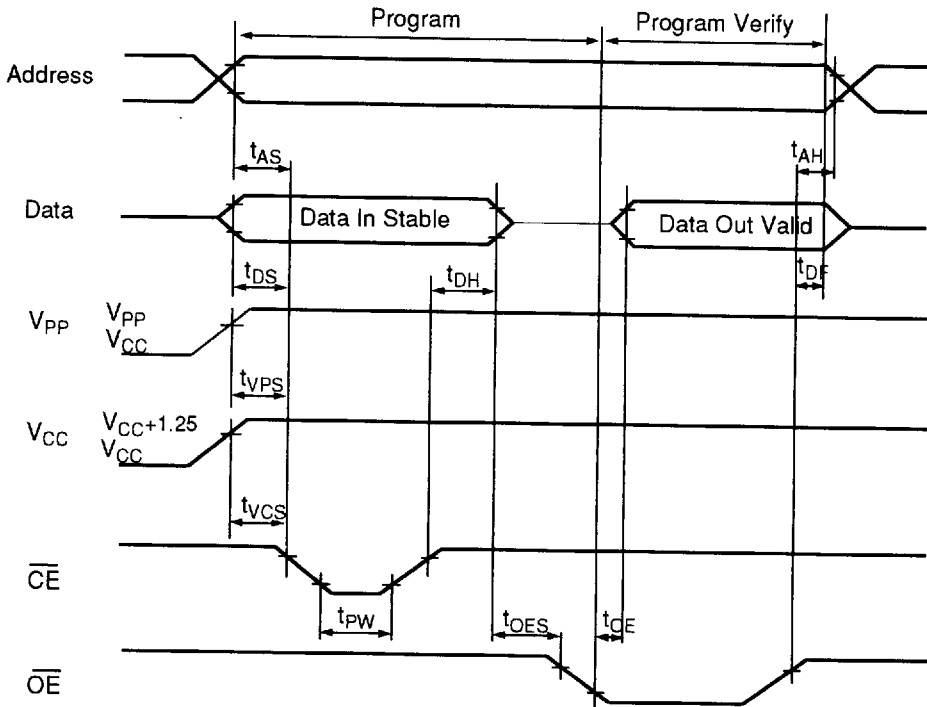 Program
Program Verify
Address
tAS
tAH
Data
Data In Stable
Data Out Valid
tDS
tDH
tDF
VPP
VPP
VCC
tVPS
VCC
VCC+1.25
VCC
tVCS
CE
tPW
tOES
tOE
OE